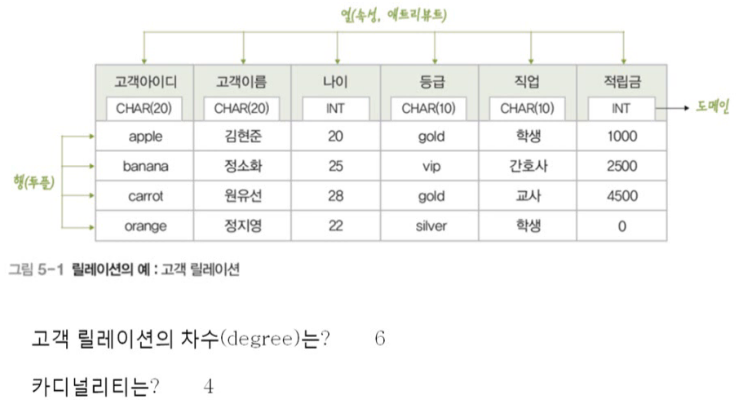 열(속성, 애트리뷰트)
고객아이디 고객이름 나이 등급 직업 적립금
CHAR(20) CHAR(20) INT CHAR(10) CHAR(10) INT
도메인
apple 김현준 20 gold 학생 1000
banana 정소화 25 vip 간호사 2500
행(투플)
carrot 원유선 28 gold 교사 4500
orange 정지영 22 silver 학생 0
그림 5-1 릴레이션의 예 : 고객 릴레이션
고객 릴레이션의 차수(degree)는? 6
카디널리티는? 4